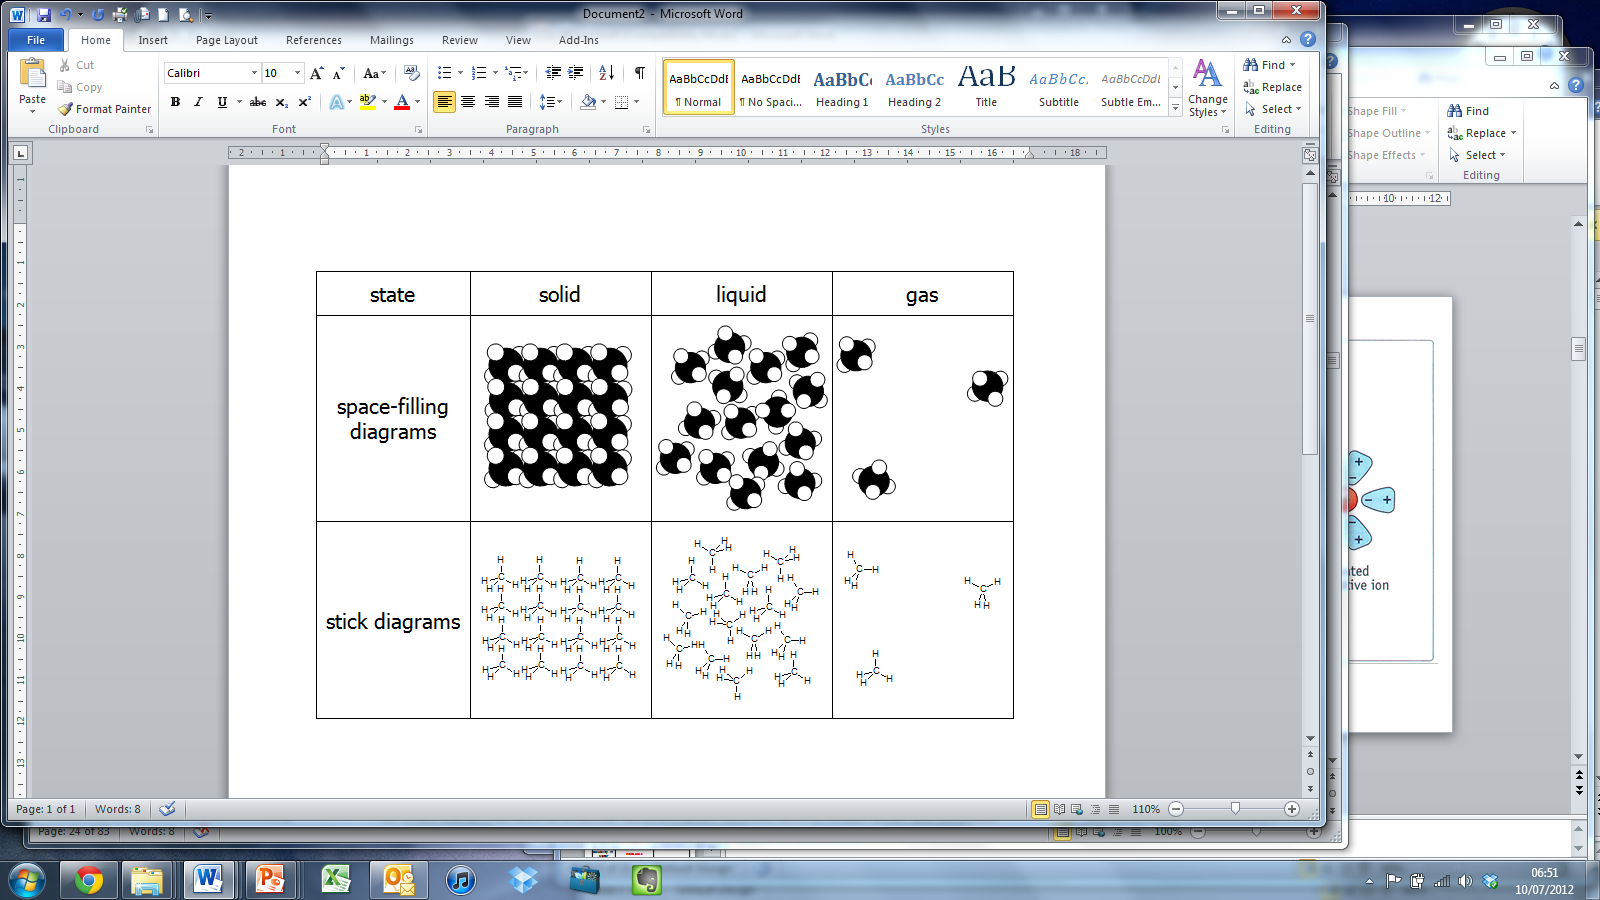 Document2 - Microsoft Word
File Home Insert Page Layout References Mailings Review View Add-Ins
Paste
Cut
Copy
Format Painter
Clipboard
Calibri 10
Font
Paragraph
AaBbCcDdE AaBbCcDdE AaBbCc AaBbCc AaB AaBbCc. AaBbCcDdE
¶ Normal ¶ No Spaci... Heading 1 Heading 2 Title Subtitle Subtle Em...
Change Styles
Styles
Find
Replace
Select
Editing
Shape Fill
Shape Outline
Shape Effects
Find
Replace
Select
Editing
state solid liquid gas
space-filling
diagrams
stick diagrams
ated
tive ion
Page: 1 of 1 Words: 8 110%
Page: 24 of 83 Words: 8 100%
06:51
10/07/2012